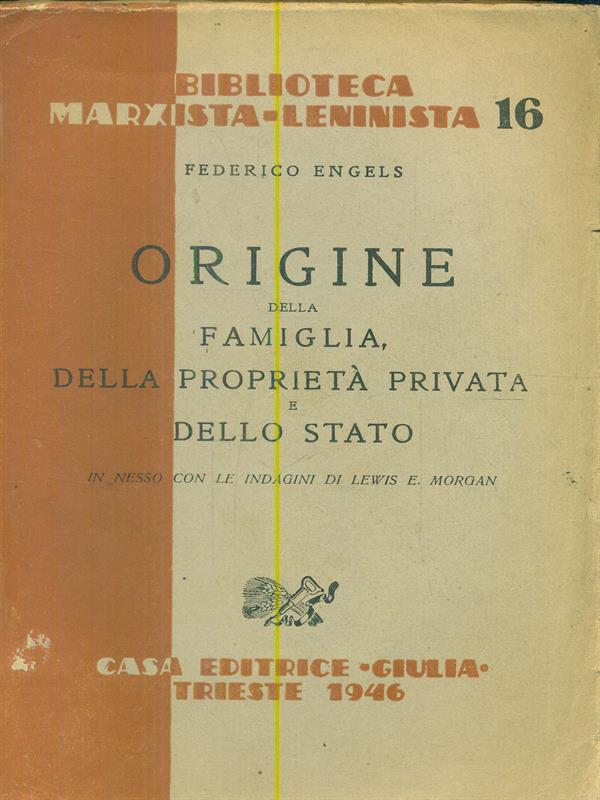 BIBLIOTECA
MARXISTA-LENINISTA 16
FEDERICO ENGELS
ORIGINE
DELLA
FAMIGLIA,
DELLA PROPRIETÀ PRIVATA
E
DELLO STATO
IN NESSO CON LE INDAGINI DI LEWIS E. MORGAN
CASA EDITRICE •GIULIA•
TRIESTE 1946